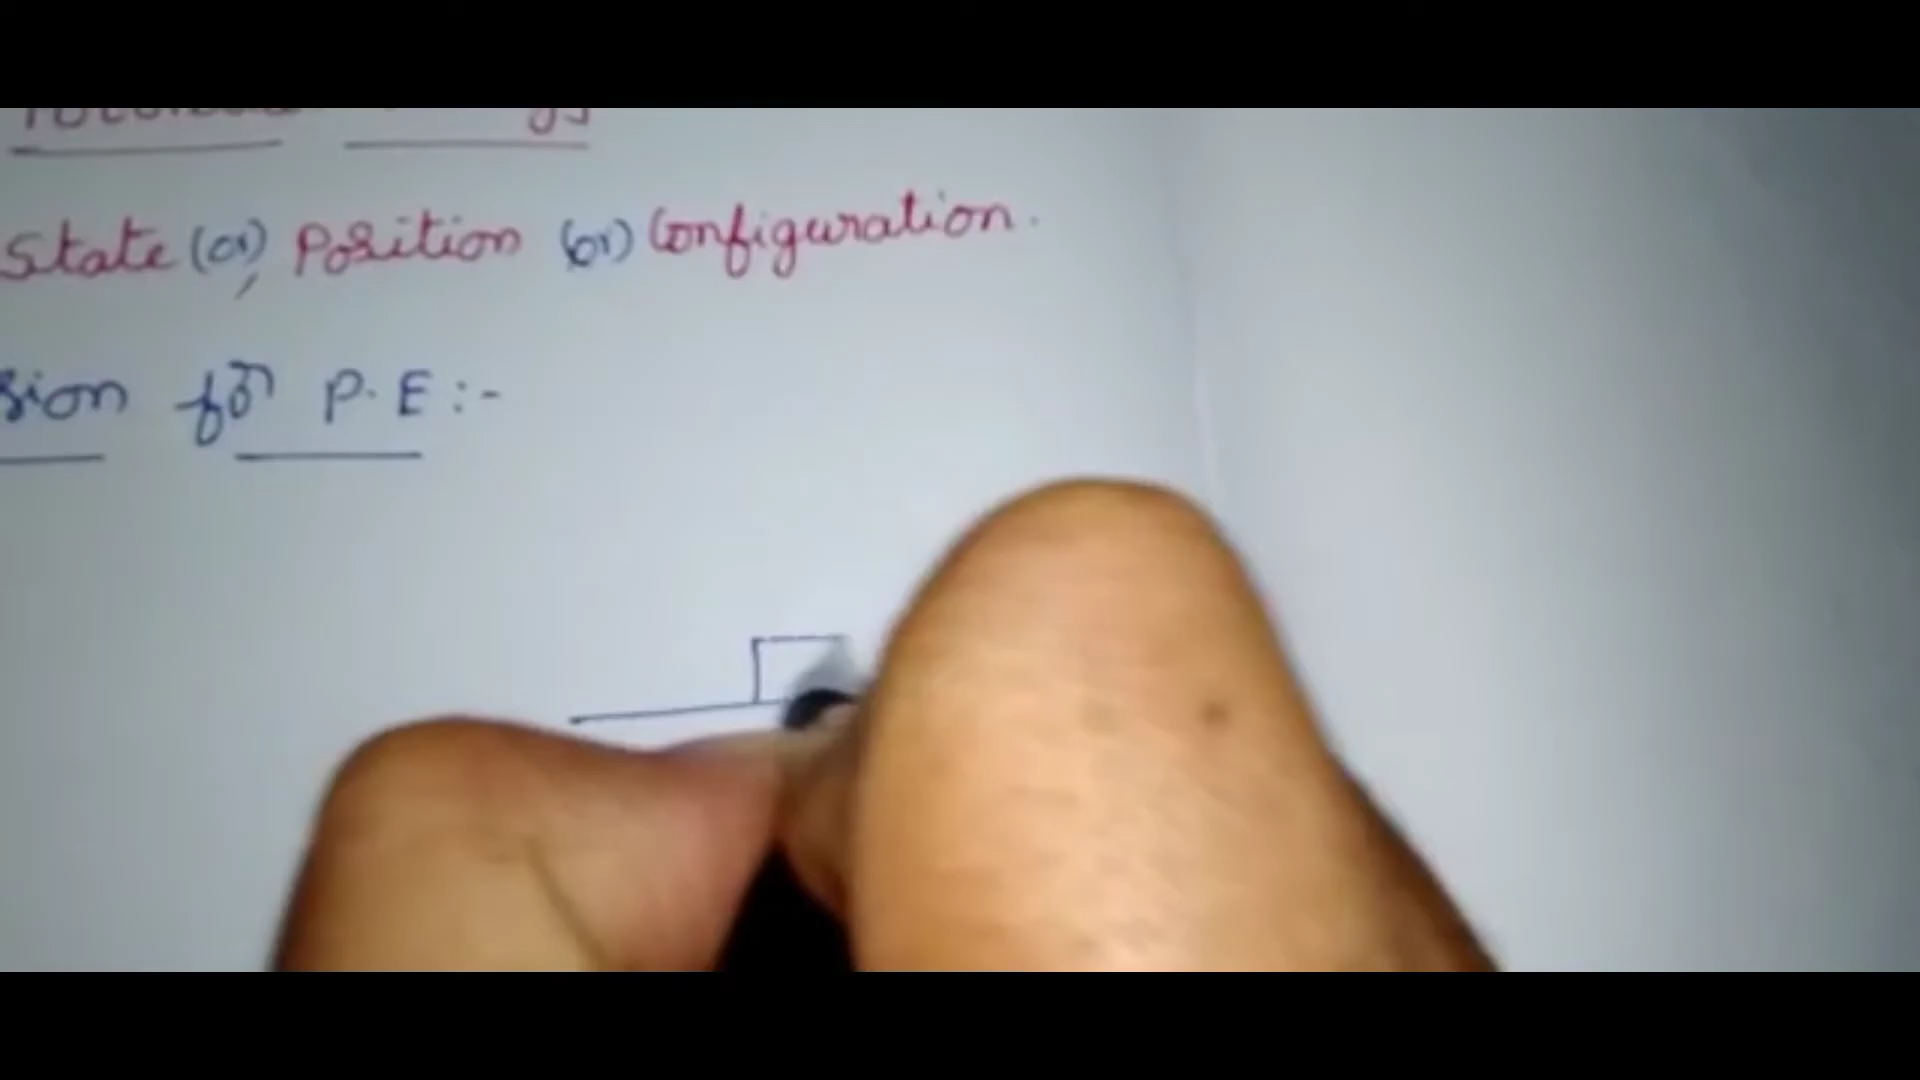 State (or) Position (or) Configuration.
sion for P.E:-